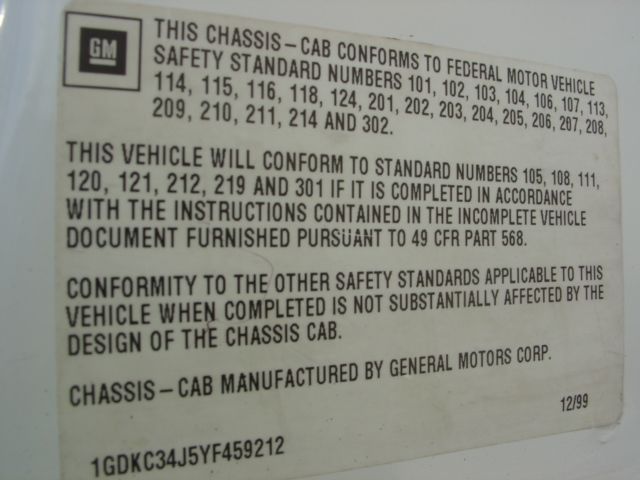 GM
THIS CHASSIS-CAB CONFORMS TO FEDERAL MOTOR VEHICLE
SAFETY STANDARD NUMBERS 101, 102, 103, 104, 106, 107, 113,
114, 115, 116, 118, 124, 201, 202, 203, 204, 205, 206, 207, 208,
209, 210, 211, 214 AND 302.
THIS VEHICLE WILL CONFORM TO STANDARD NUMBERS 105, 108, 111,
120, 121, 212, 219 AND 301 IF IT IS COMPLETED IN ACCORDANCE
WITH THE INSTRUCTIONS CONTAINED IN THE INCOMPLETE VEHICLE
DOCUMENT FURNISHED PURSUANT TO 49 CFR PART 568.
CONFORMITY TO THE OTHER SAFETY STANDARDS APPLICABLE TO THIS
VEHICLE WHEN COMPLETED IS NOT SUBSTANTIALLY AFFECTED BY THE
DESIGN OF THE CHASSIS CAB.
CHASSIS-CAB MANUFACTURED BY GENERAL MOTORS CORP.
12/99
1GDKC34J5YF459212